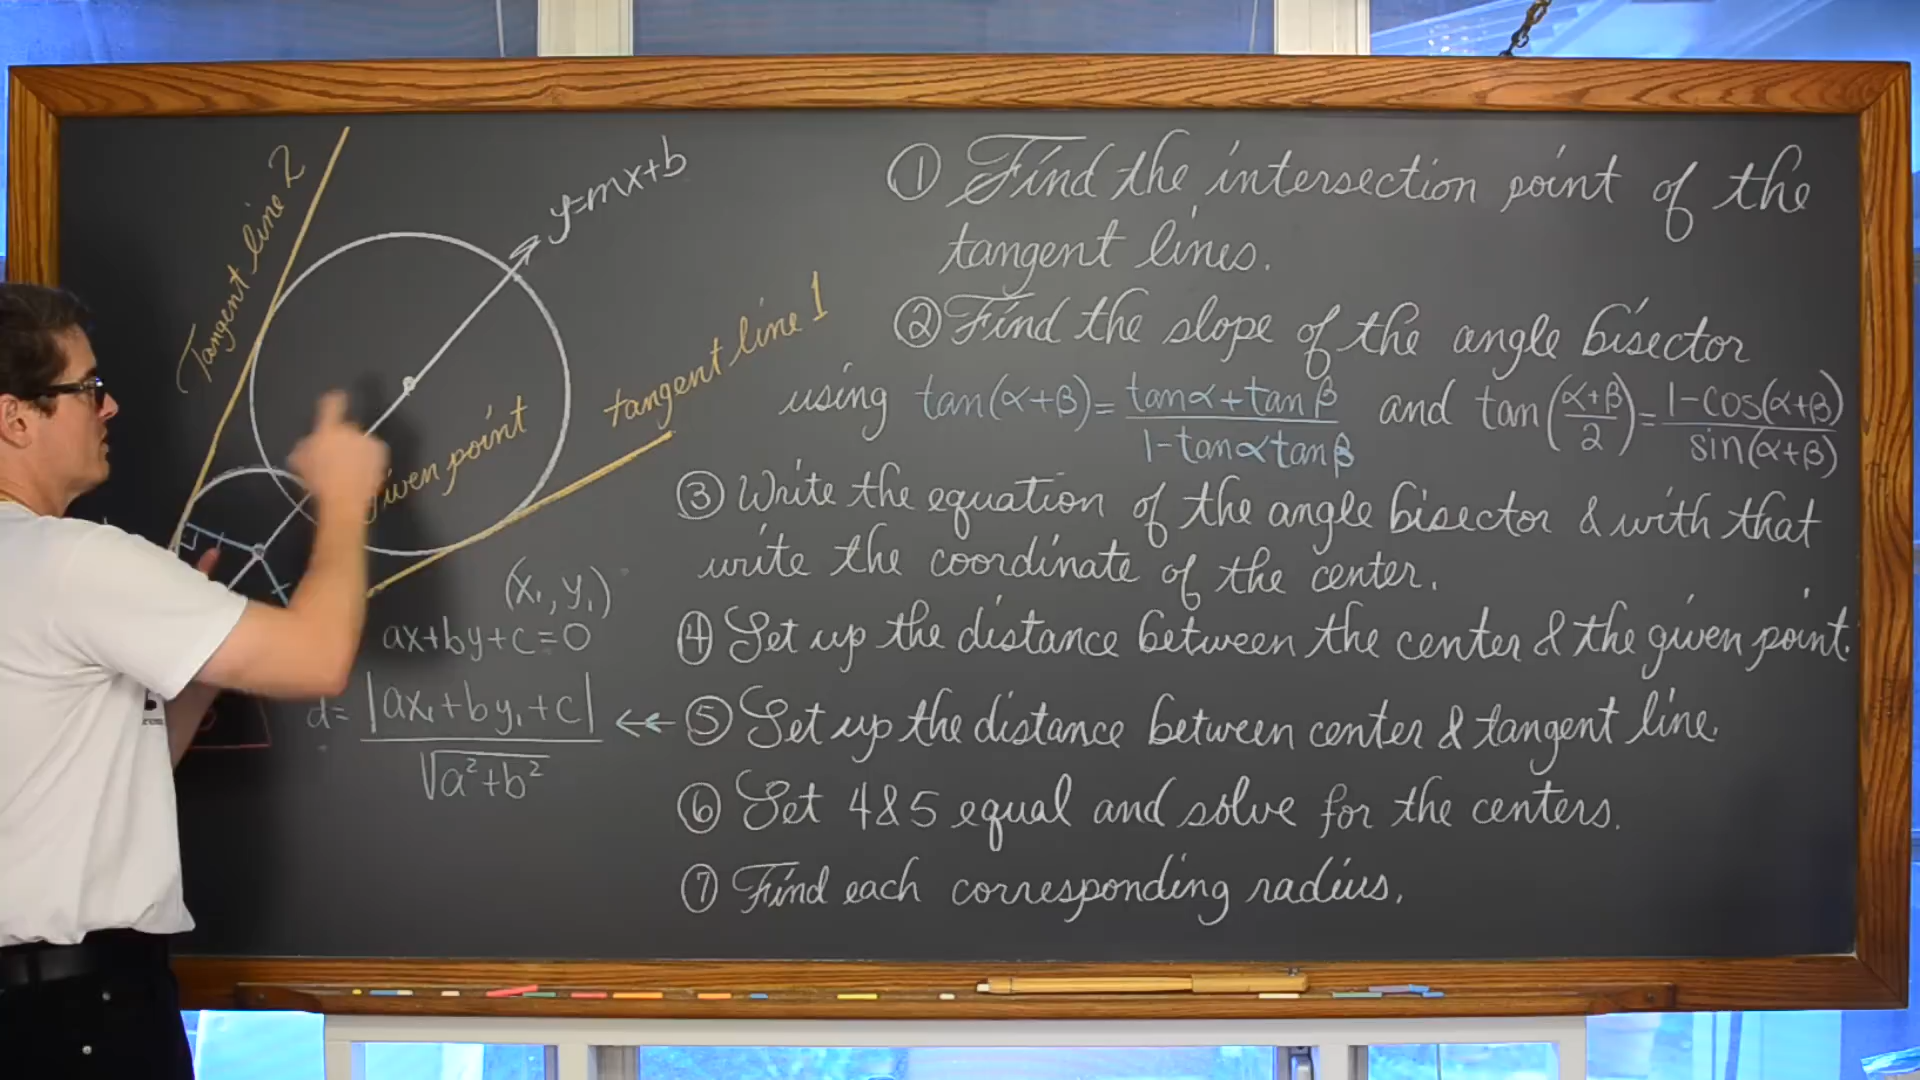 Tangent line 2
y=mx+b
tangent line 1
given point
(x₁, y₁)
ax+by+c=0
d= |ax₁+by₁+c| / √(a²+b²)
① Find the intersection point of the
tangent lines.
② Find the slope of the angle bisector
using tan(α+β)= (tanα+tanβ)/(1-tanαtanβ) and tan((α+β)/2)= (1-cos(α+β))/(sin(α+β))
③ Write the equation of the angle bisector & with that
write the coordinate of the center.
④ Set up the distance between the center & the given point.
<<- ⑤ Set up the distance between center & tangent line.
⑥ Set 4&5 equal and solve for the centers.
⑦ Find each corresponding radius.